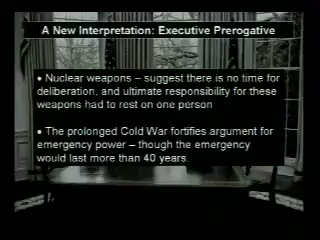 A New Interpretation: Executive Prerogative
• Nuclear weapons – suggest there is no time for
deliberation, and ultimate responsibility for these
weapons had to rest on one person
• The prolonged Cold War fortifies argument for
emergency power – though the emergency
would last more than 40 years